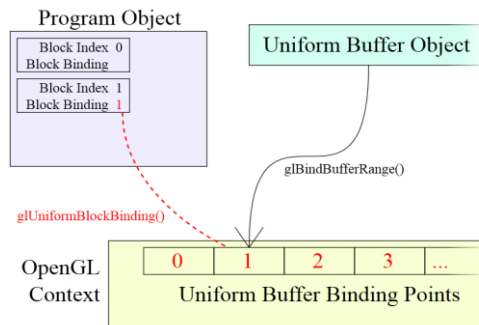 Program Object
Block Index 0
Block Binding
Block Index 1
Block Binding 1
Uniform Buffer Object
glBindBufferRange()
glUniformBlockBinding()
OpenGL
Context
0 1 2 3 ...
Uniform Buffer Binding Points